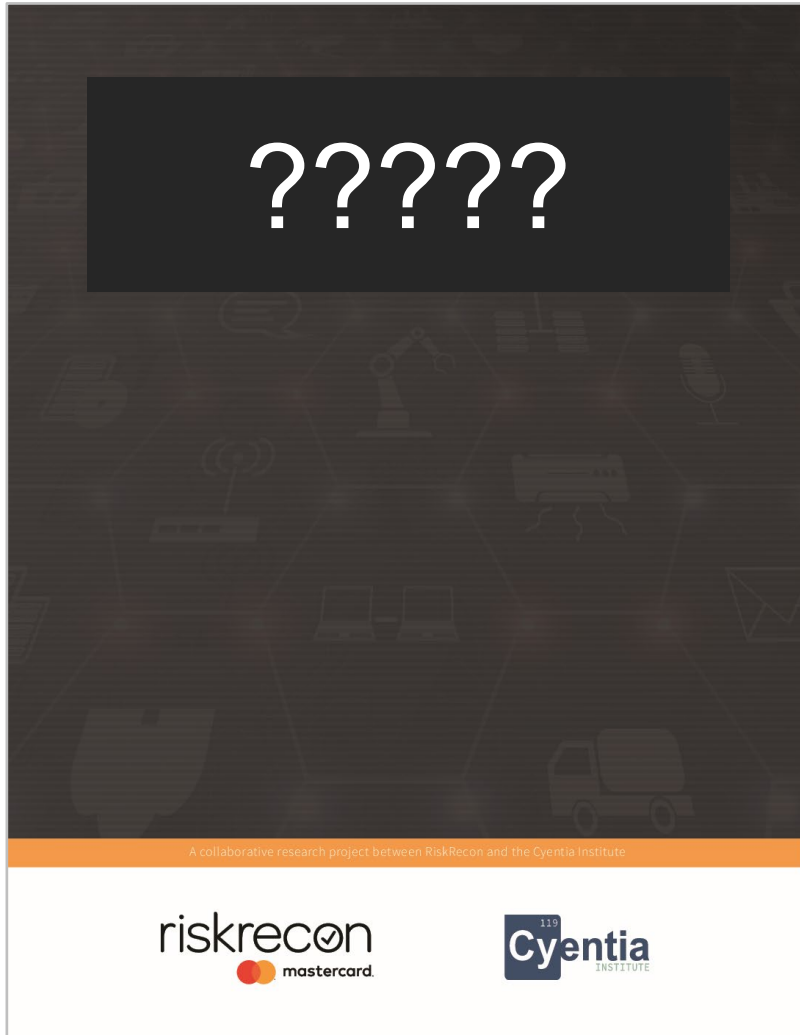 ?????
A collaborative research project between RiskRecon and the Cyentia Institute
riskrecon
mastercard.
119
Cyentia
INSTITUTE